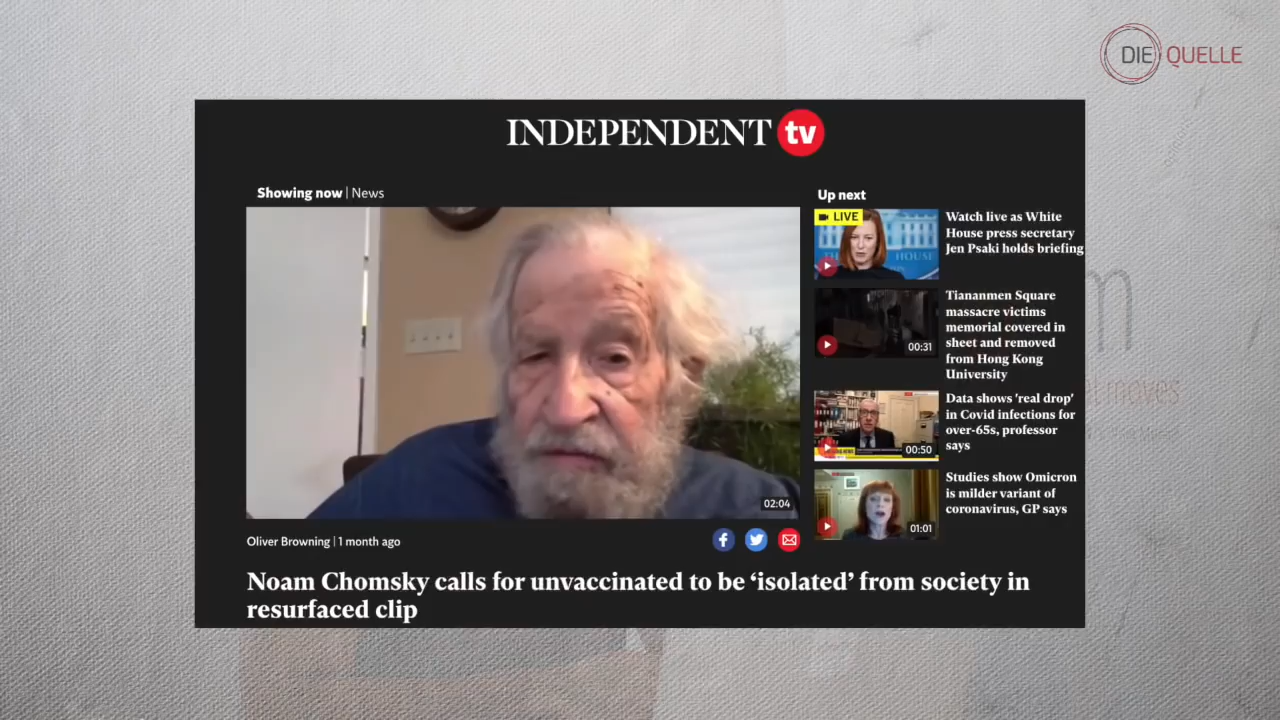 DIE QUELLE
INDEPENDENT tv
Showing now | News
02:04
Oliver Browning | 1 month ago
Noam Chomsky calls for unvaccinated to be ‘isolated’ from society in
resurfaced clip
Up next
LIVE
Watch live as White
House press secretary
Jen Psaki holds briefing
00:31
Tiananmen Square
massacre victims
memorial covered in
sheet and removed
from Hong Kong
University
00:50
Data shows 'real drop'
in Covid infections for
over-65s, professor
says
01:01
Studies show Omicron
is milder variant of
coronavirus, GP says
moves